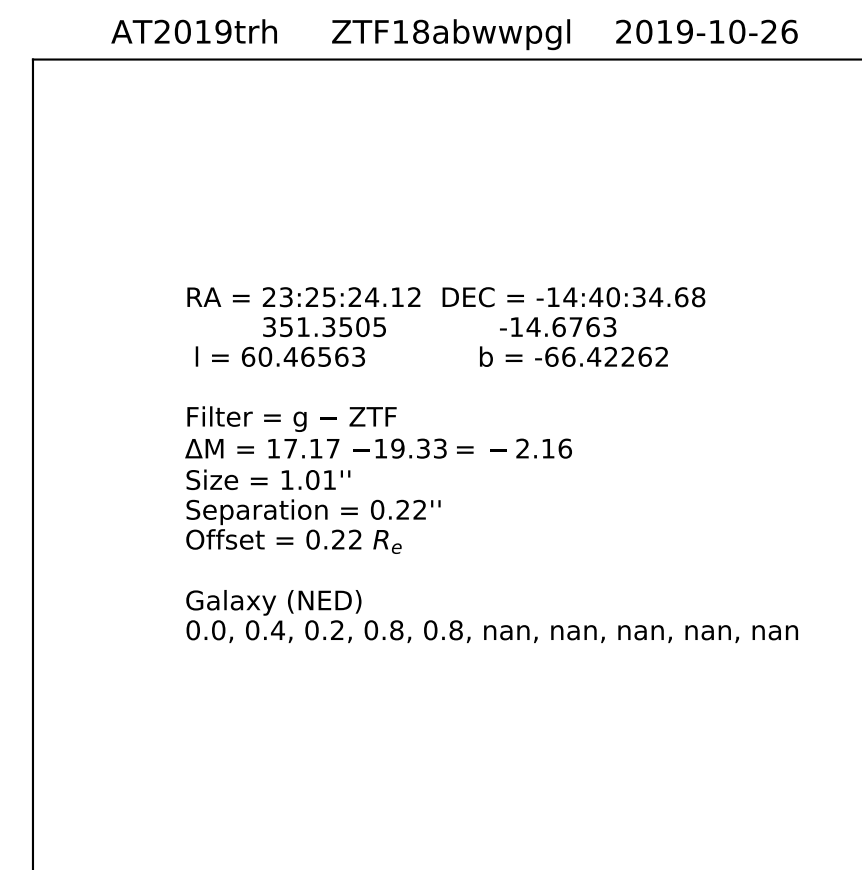 AT2019trh ZTF18abwwpgl 2019-10-26
RA = 23:25:24.12 DEC = -14:40:34.68
351.3505 -14.6763
l = 60.46563 b = -66.42262
Filter = g − ZTF
ΔM = 17.17 −19.33 = − 2.16
Size = 1.01''
Separation = 0.22''
Offset = 0.22 Re
Galaxy (NED)
0.0, 0.4, 0.2, 0.8, 0.8, nan, nan, nan, nan, nan